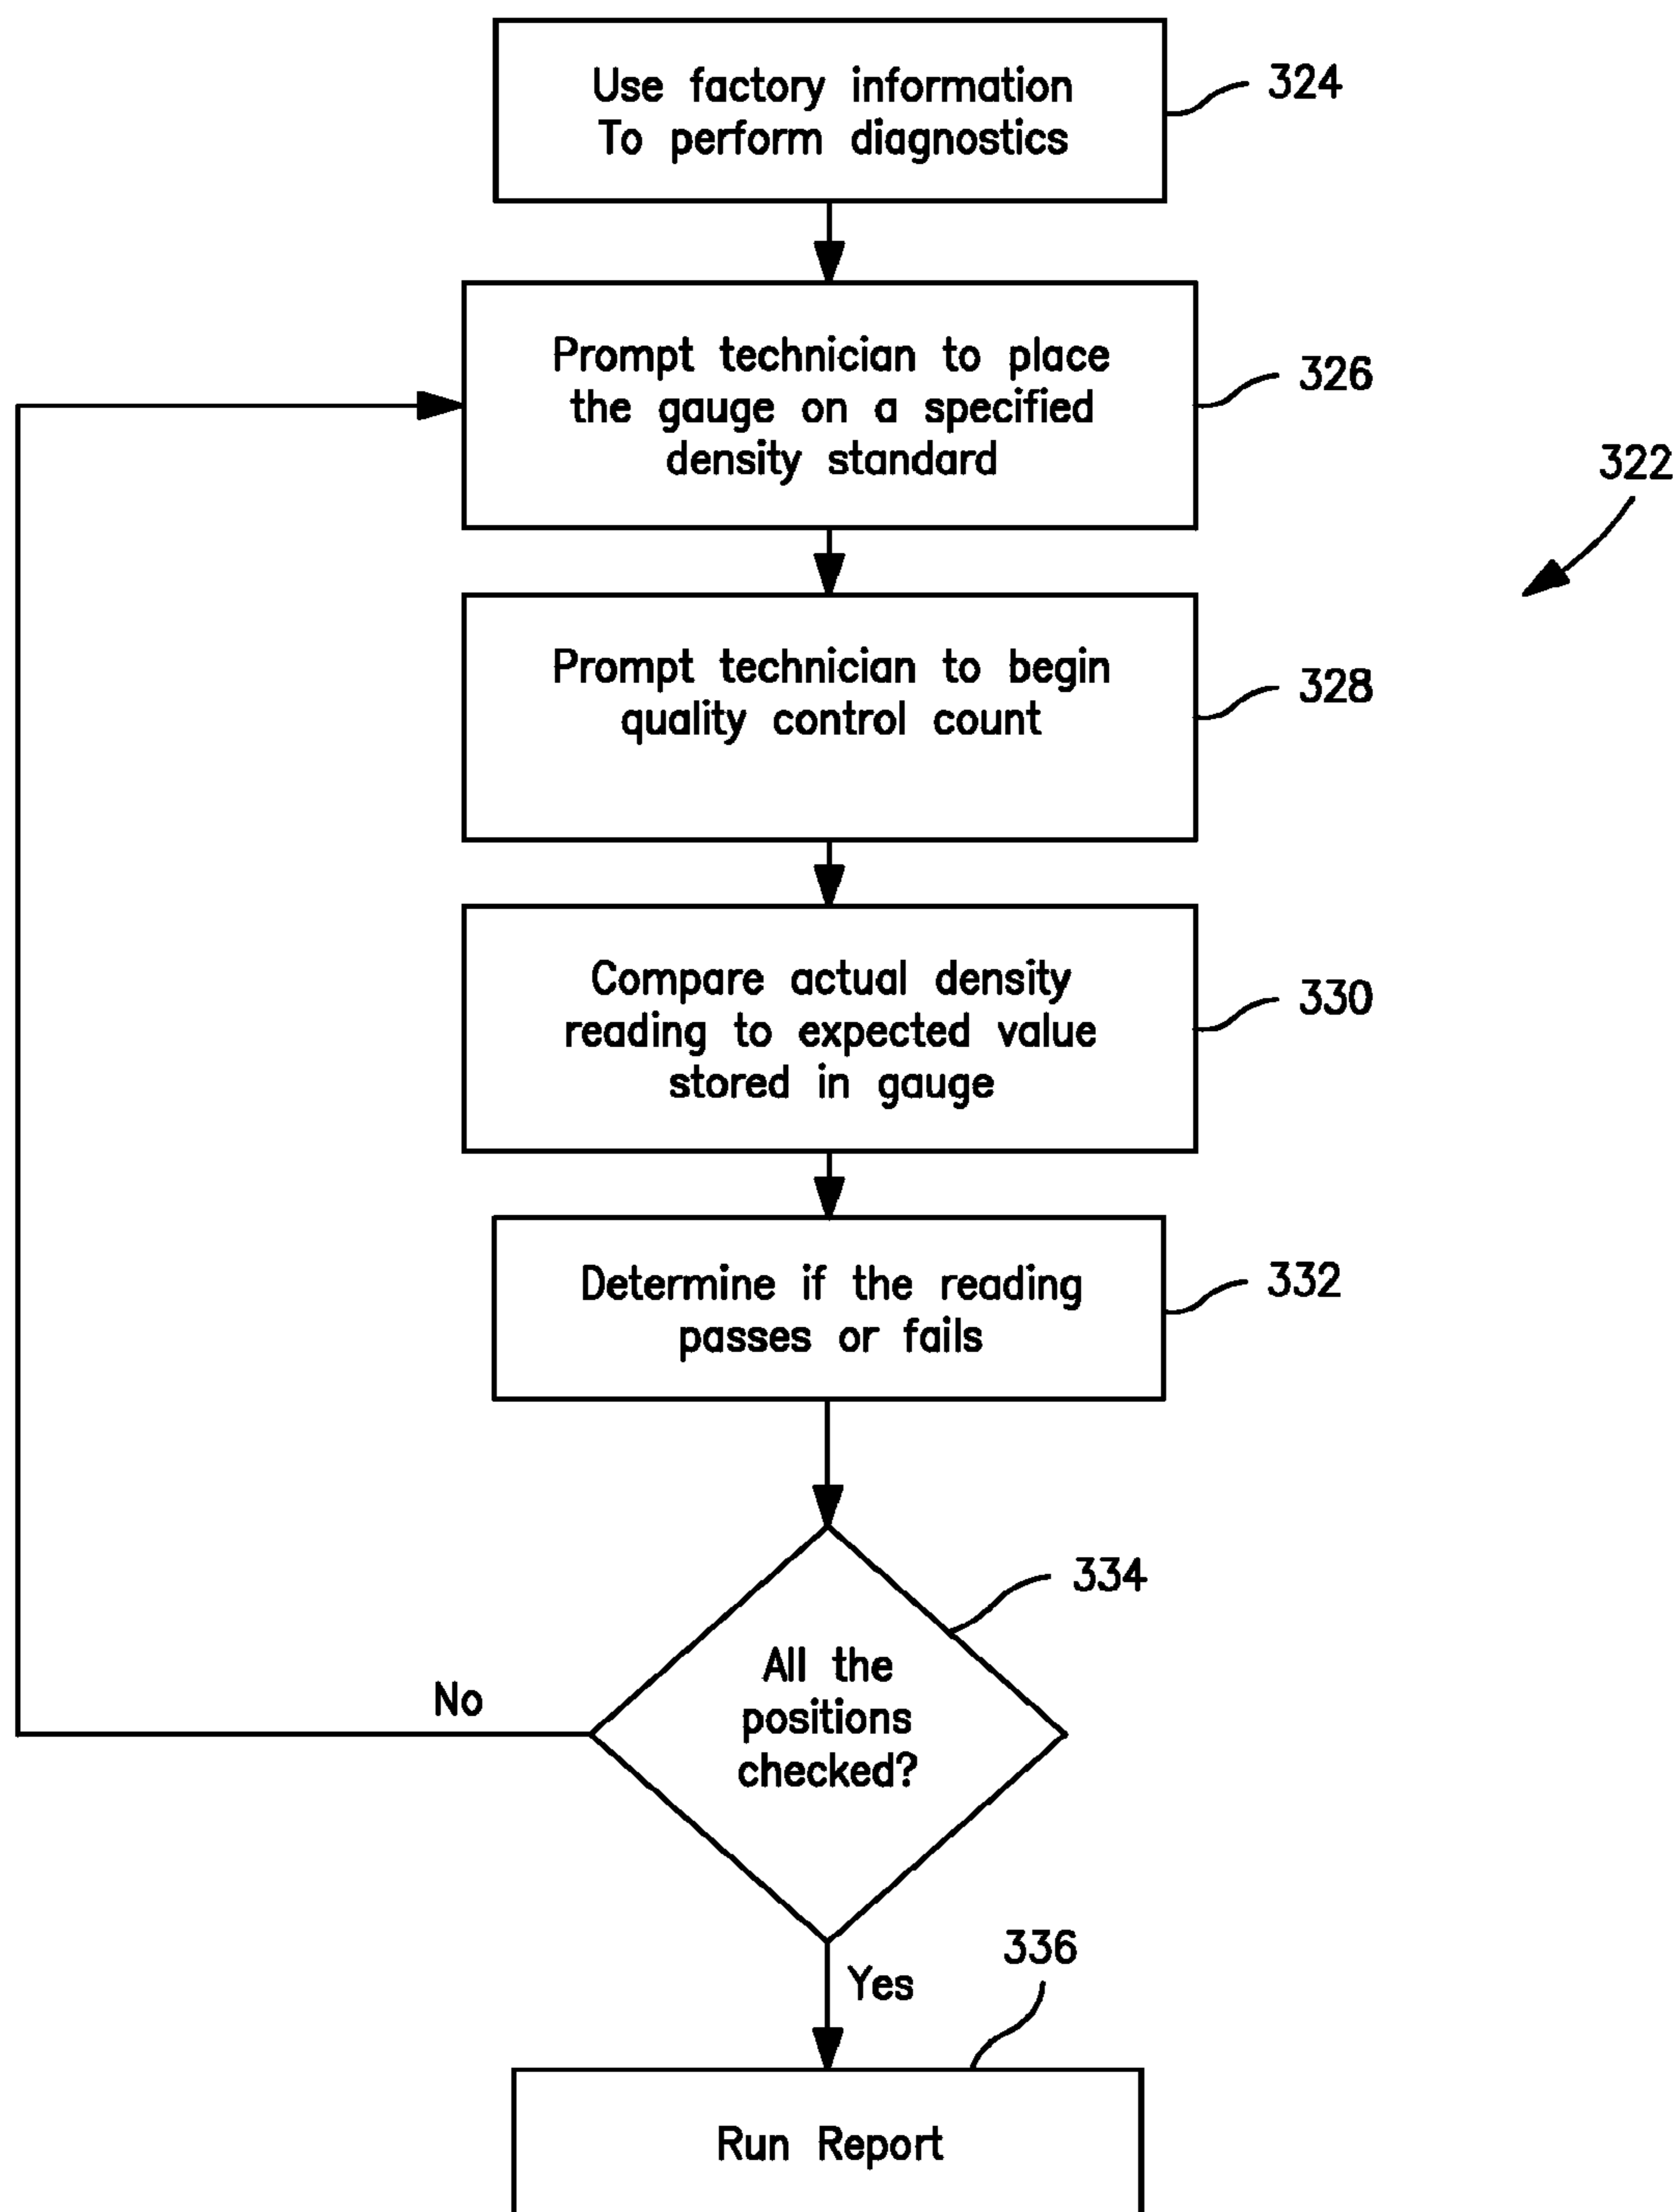 Use factory information
To perform diagnostics
324
Prompt technician to place
the gauge on a specified
density standard
326
322
Prompt technician to begin
quality control count
328
Compare actual density
reading to expected value
stored in gauge
330
Determine if the reading
passes or fails
332
All the
positions
checked?
334
No
Yes
336
Run Report